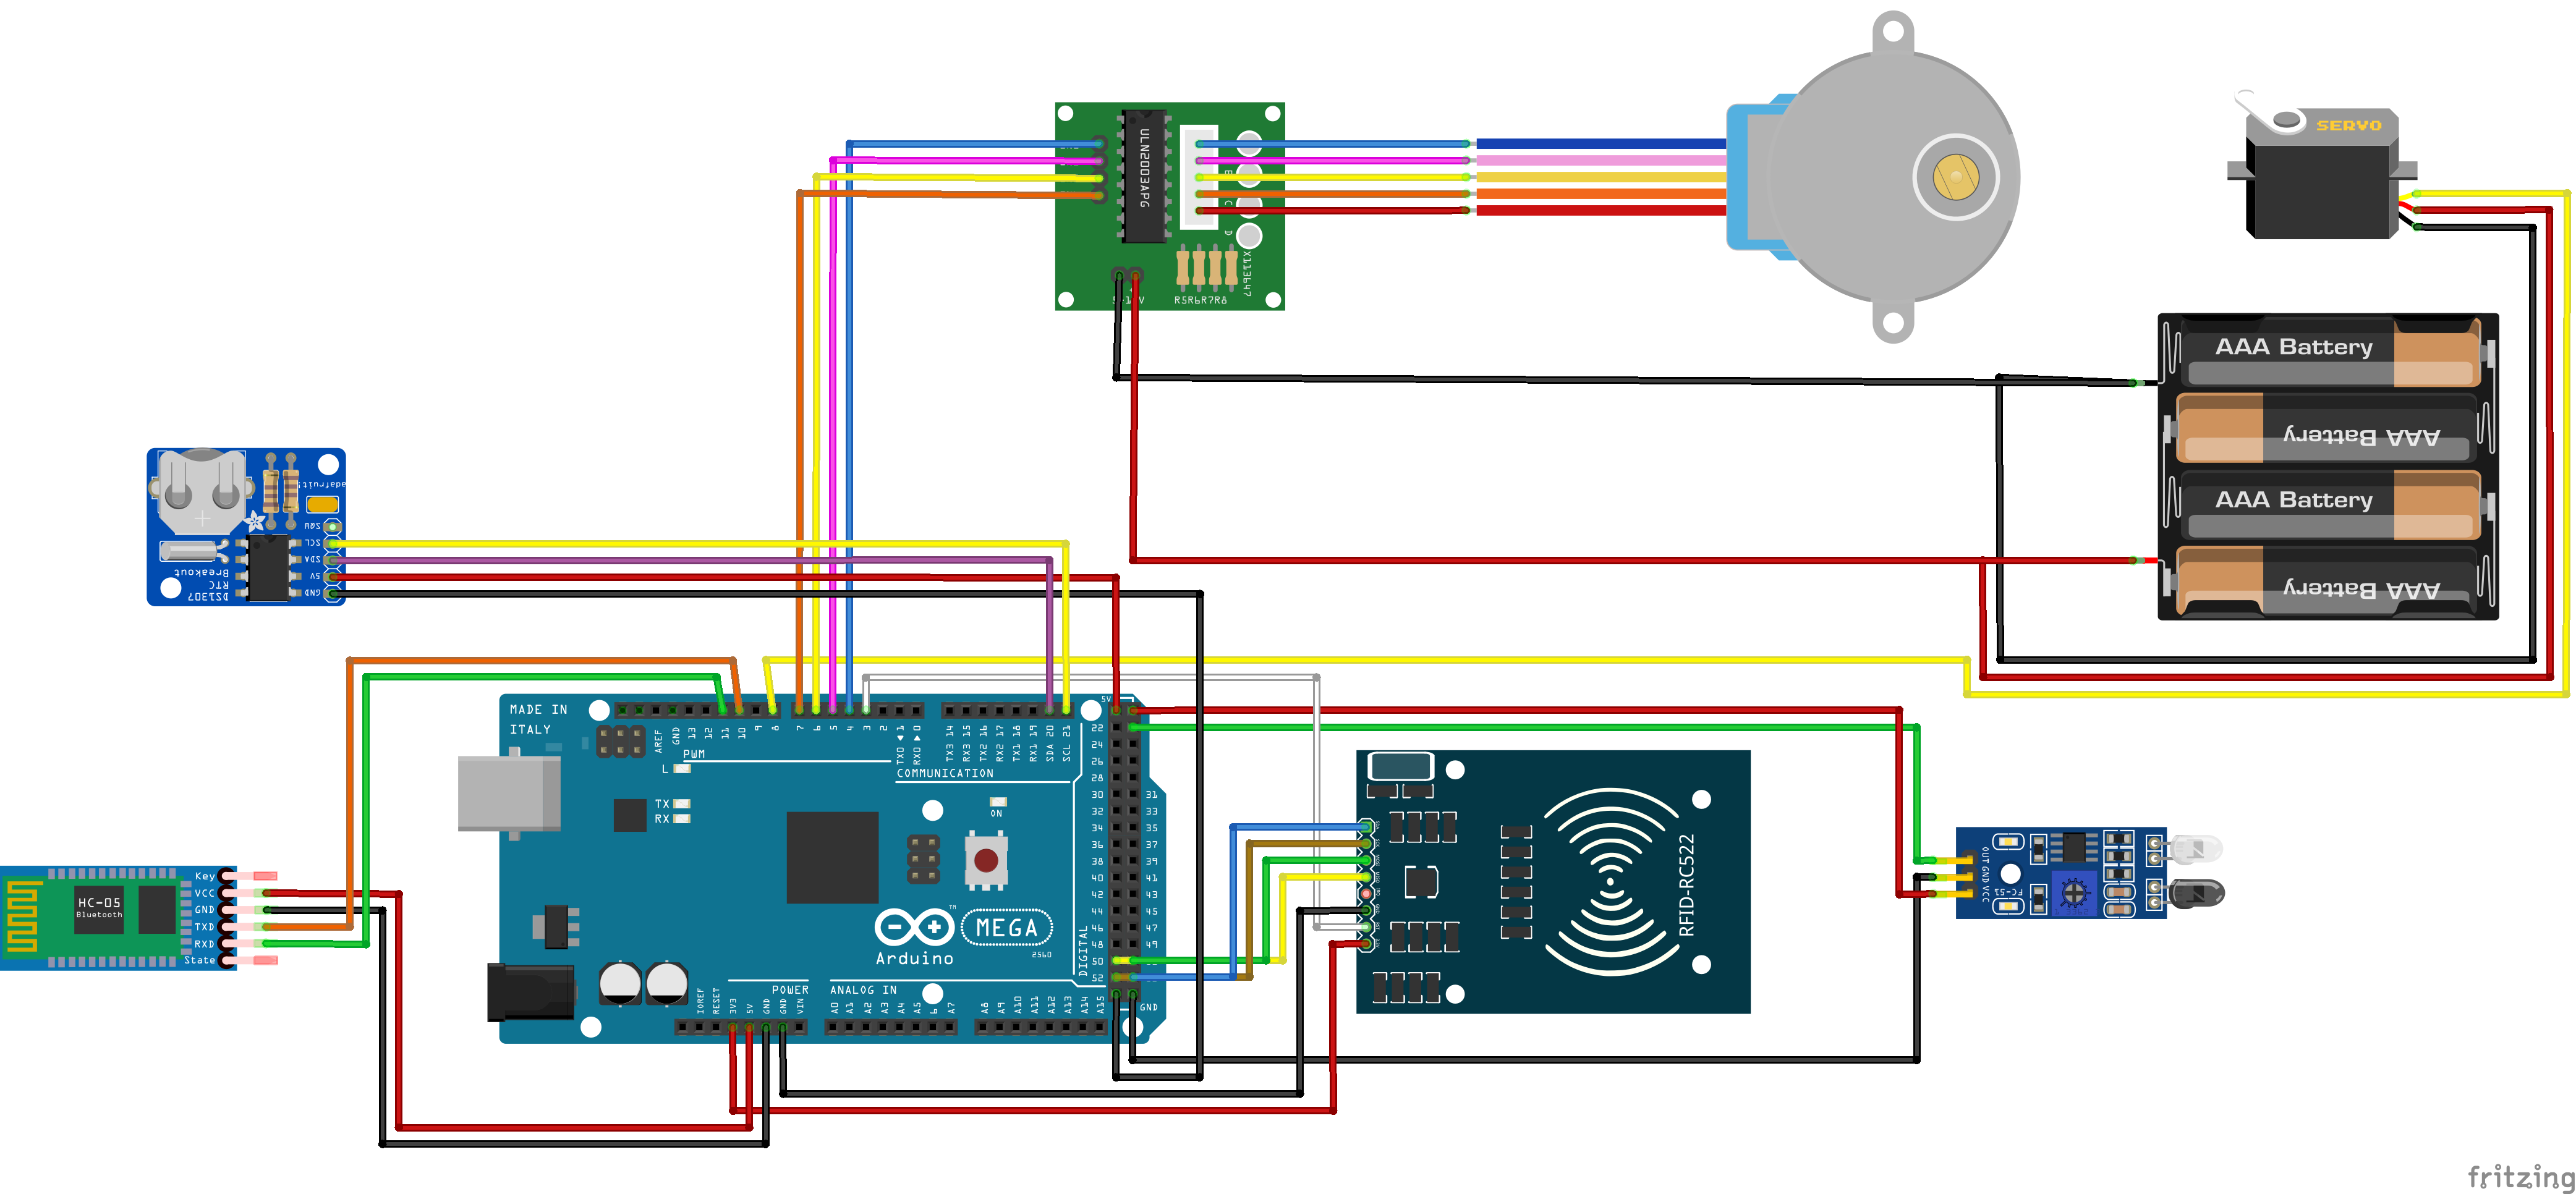 SERVO
ULN2003APG
B
C
D
X113647
R5R6R7R8
AAA Battery
AAA Battery
AAA Battery
AAA Battery
adafruit!
SQW
SCL
SDA
5V
GND
DS1307
RTC
Breakout
MADE IN
ITALY
AREF
GND
13
12
11
10
9
8
7
6
5
4
3
2
TX0 1
RX0 0
TX3 14
RX3 15
TX2 16
RX2 17
TX1 18
RX1 19
SDA 20
SCL 21
5V
PWM
COMMUNICATION
L
TX
RX
ON
22
24
26
28
30 31
32 33
34 35
36 37
38 39
40 41
42 43
44 45
46 47
48 49
50
52
GND
DIGITAL
MEGA
2560
TM
Arduino
POWER
ANALOG IN
IOREF
RESET
3V3
5V
GND
GND
VIN
A0
A1
A2
A3
A4
A5
6
A7
A8
A9
A10
A11
A12
A13
A14
A15
HC-05
Bluetooth
Key
VCC
GND
TXD
RXD
State
RFID-RC522
OUT
GND
VCC
FC-51
fritzing